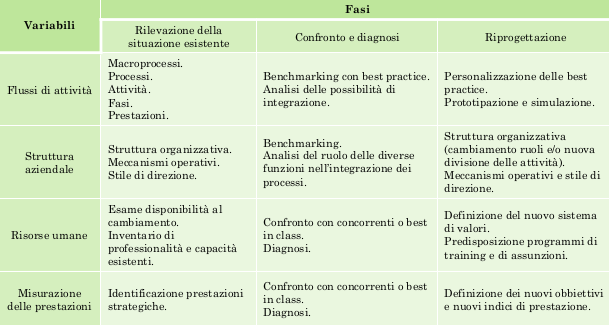 Variabili
Fasi
Rilevazione della
situazione esistente
Confronto e diagnosi
Riprogettazione
Flussi di attività
Macroprocessi.
Processi.
Attività.
Fasi.
Prestazioni.
Benchmarking con best practice.
Analisi delle possibilità di
integrazione.
Personalizzazione delle best
practice.
Prototipazione e simulazione.
Struttura
aziendale
Struttura organizzativa.
Meccanismi operativi.
Stile di direzione.
Benchmarking.
Analisi del ruolo delle diverse
funzioni nell'integrazione dei
processi.
Struttura organizzativa
(cambiamento ruoli e/o nuova
divisione delle attività).
Meccanismi operativi e stile di
direzione.
Risorse umane
Esame disponibilità al
cambiamento.
Inventario di
professionalità e capacità
esistenti.
Confronto con concorrenti o best
in class.
Diagnosi.
Definizione del nuovo sistema
di valori.
Predisposizione programmi di
training e di assunzioni.
Misurazione
delle prestazioni
Identificazione prestazioni
strategiche.
Confronto con concorrenti o best
in class.
Diagnosi.
Definizione dei nuovi obbiettivi
e nuovi indici di prestazione.